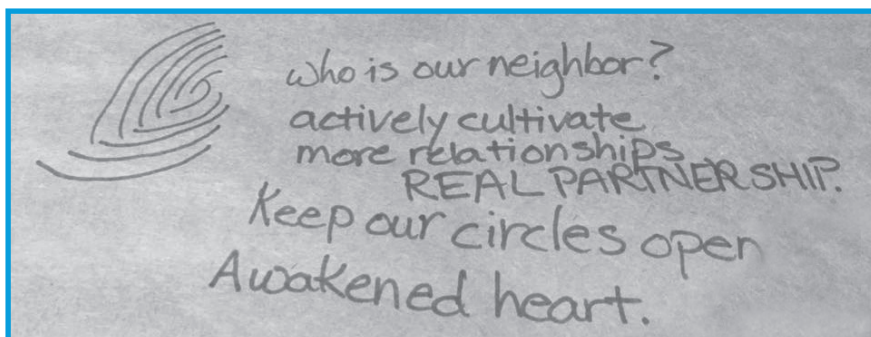 who is our neighbor?
actively cultivate
more relationships
REAL PARTNERSHIP.
Keep our circles open
Awakened heart.